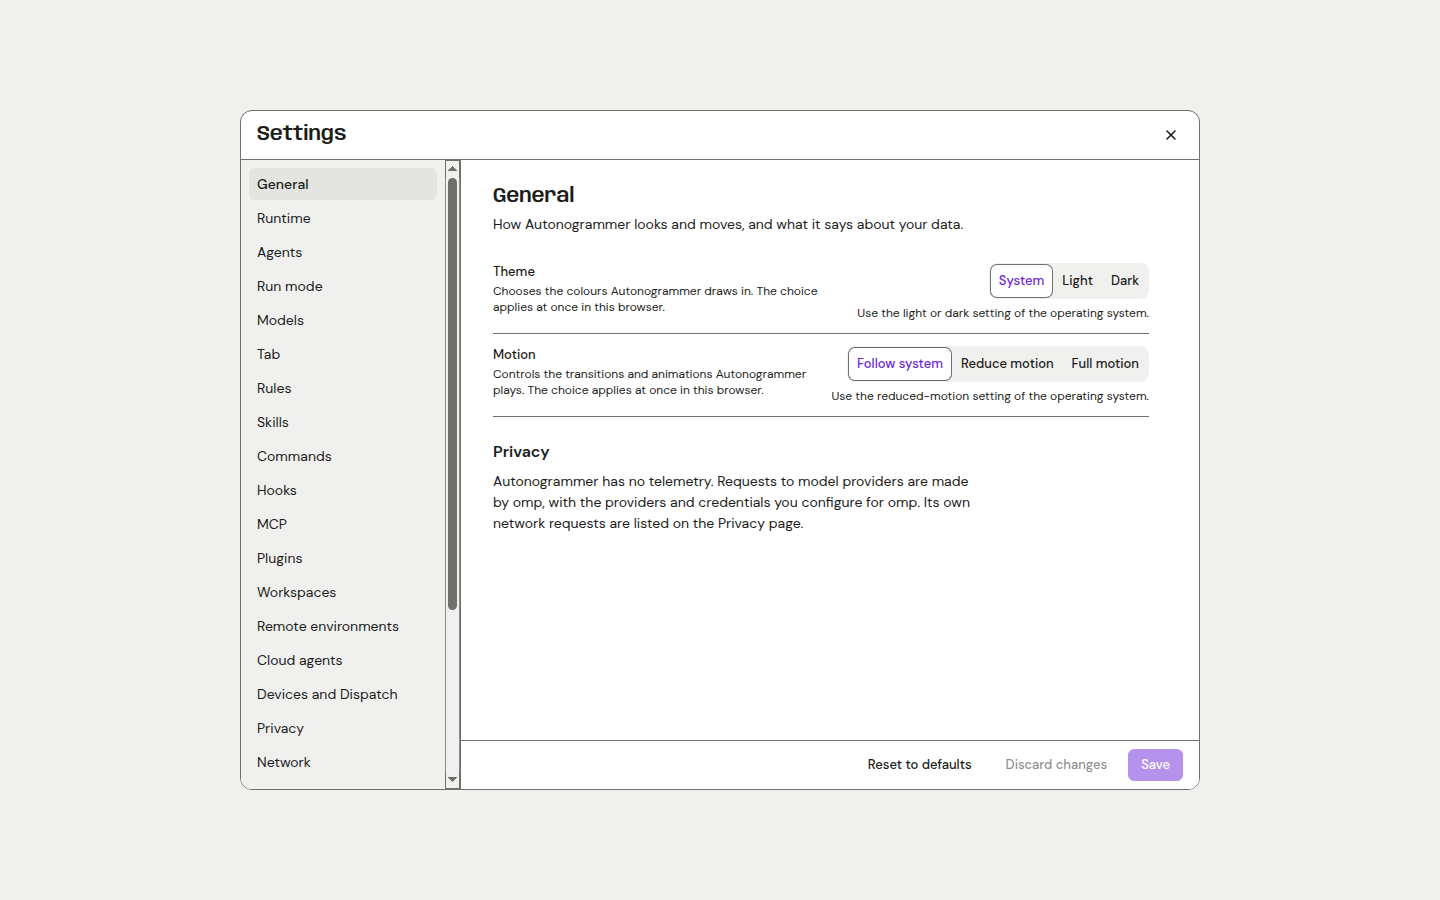 Settings
General
Runtime
Agents
Run mode
Models
Tab
Rules
Skills
Commands
Hooks
MCP
Plugins
Workspaces
Remote environments
Cloud agents
Devices and Dispatch
Privacy
Network
General
How Autonogrammer looks and moves, and what it says about your data.
Theme
Chooses the colours Autonogrammer draws in. The choice
applies at once in this browser.
System Light Dark
Use the light or dark setting of the operating system.
Motion
Controls the transitions and animations Autonogrammer
plays. The choice applies at once in this browser.
Follow system Reduce motion Full motion
Use the reduced-motion setting of the operating system.
Privacy
Autonogrammer has no telemetry. Requests to model providers are made
by omp, with the providers and credentials you configure for omp. Its own
network requests are listed on the Privacy page.
Reset to defaults Discard changes Save